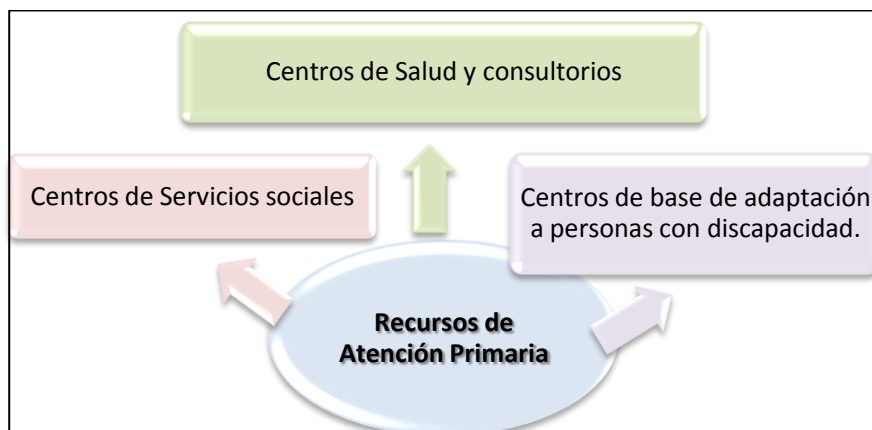 Centros de Salud y consultorios
Centros de Servicios sociales
Centros de base de adaptación
a personas con discapacidad.
Recursos de
Atención Primaria